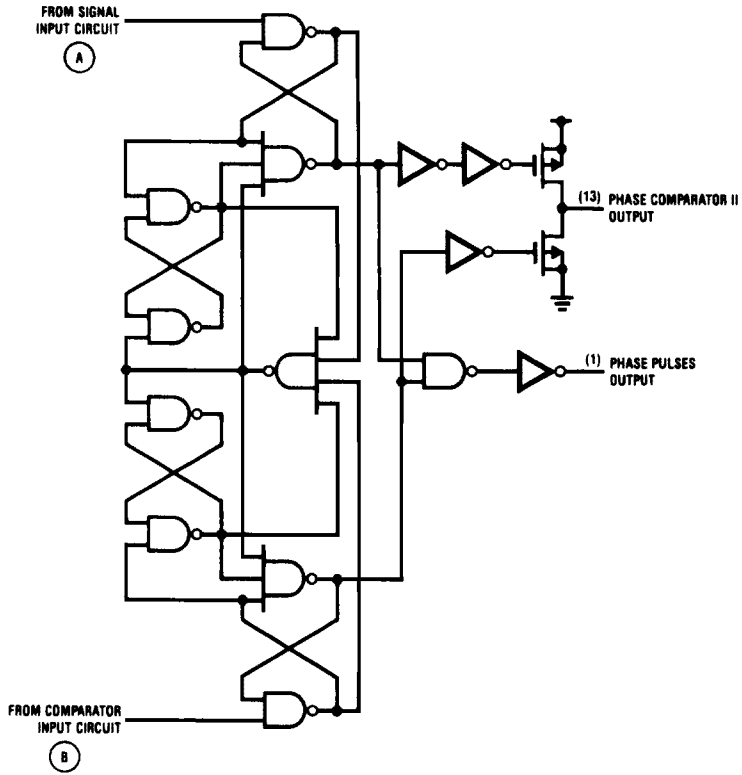 FROM SIGNAL
INPUT CIRCUIT
A
(13) PHASE COMPARATOR II
OUTPUT
(1) PHASE PULSES
OUTPUT
FROM COMPARATOR
INPUT CIRCUIT
B